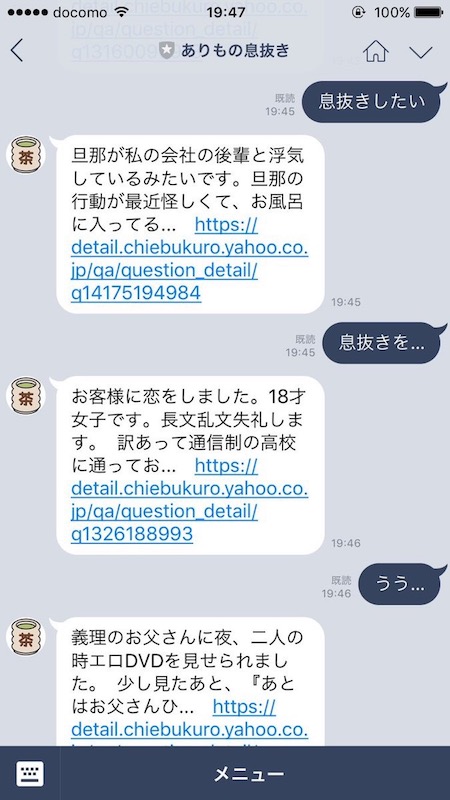 docomo 19:47 100%
ありもの息抜き
既読
19:45
息抜きしたい
茶
旦那が私の会社の後輩と浮気
しているみたいです。旦那の
行動が最近怪しくて、お風呂
に入ってる... https://
detail.chiebukuro.yahoo.co.
jp/qa/question_detail/
q14175194984
19:45
既読
19:45
息抜きを...
茶
お客様に恋をしました。18才
女子です。長文乱文失礼しま
す。 訳あって通信制の高校
に通ってお... https://
detail.chiebukuro.yahoo.co.
jp/qa/question_detail/
q1326188993
19:46
既読
19:46
うう...
茶
義理のお父さんに夜、二人の
時エロDVDを見せられまし
た。 少し見たあと、『あと
はお父さんひ... https://
detail.chiebukuro.yahoo.co.
メニュー